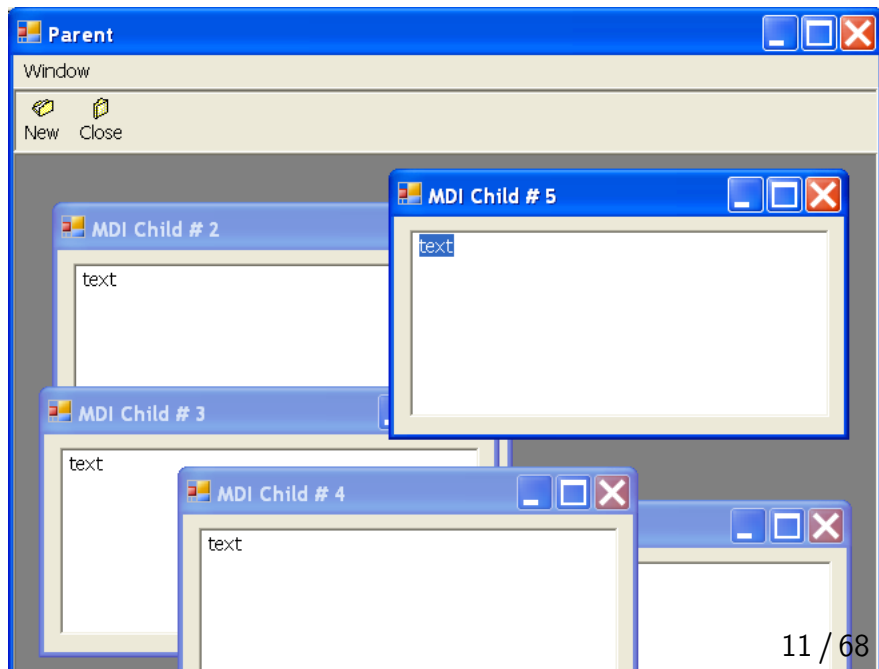 Parent
Window
New Close
MDI Child # 5
text
MDI Child # 2
text
MDI Child # 3
text
MDI Child # 4
text
11 / 68